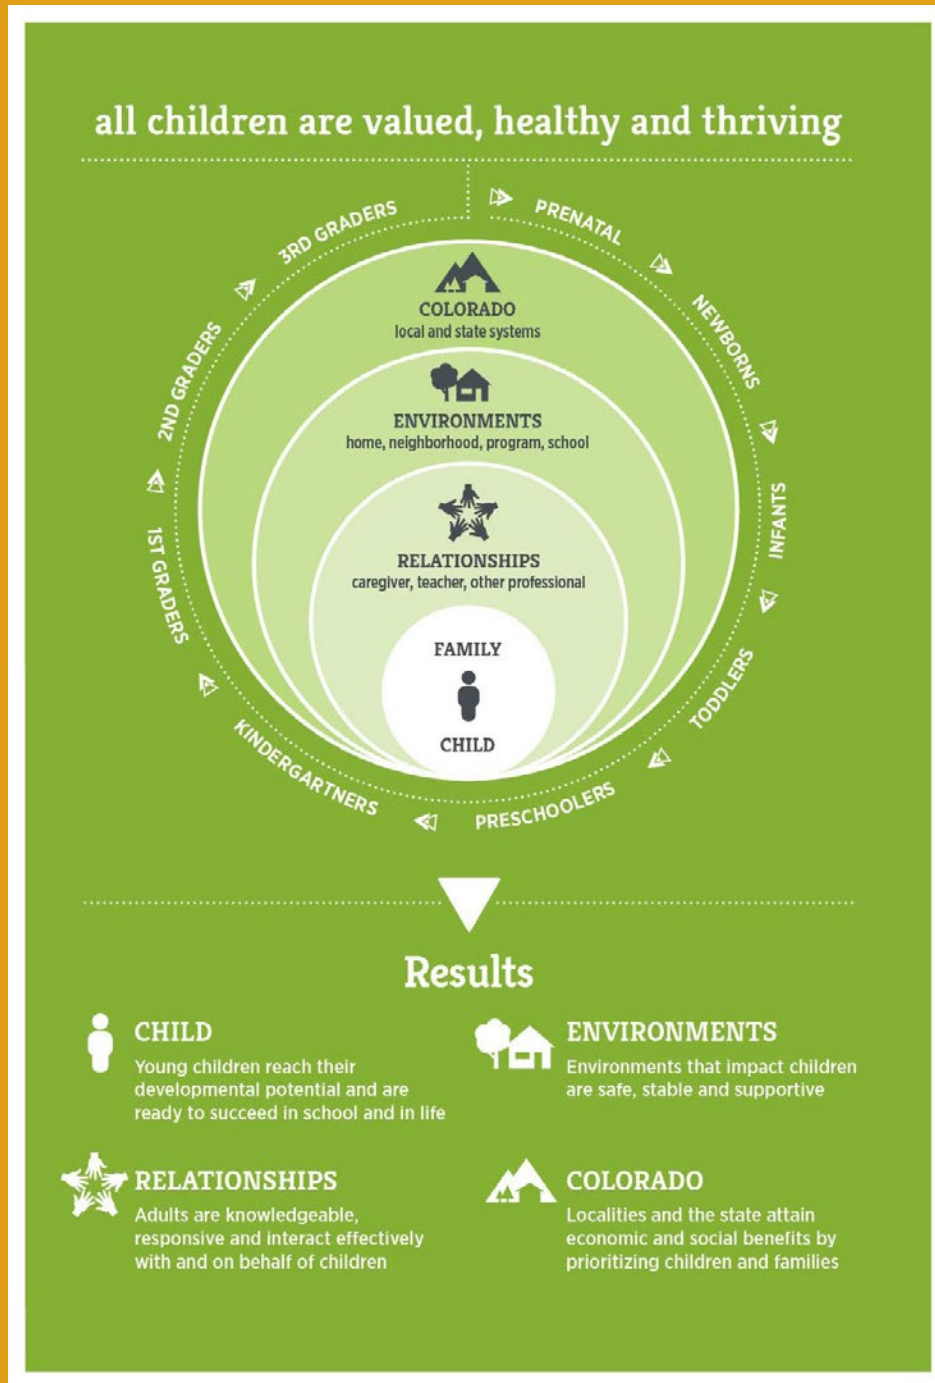 all children are valued, healthy and thriving
PRENATAL
NEWBORNS
INFANTS
TODDLERS
PRESCHOOLERS
KINDERGARTNERS
1ST GRADERS
2ND GRADERS
3RD GRADERS
COLORADO
local and state systems
ENVIRONMENTS
home, neighborhood, program, school
RELATIONSHIPS
caregiver, teacher, other professional
FAMILY
CHILD
Results
CHILD
Young children reach their
developmental potential and are
ready to succeed in school and in life
ENVIRONMENTS
Environments that impact children
are safe, stable and supportive
RELATIONSHIPS
Adults are knowledgeable,
responsive and interact effectively
with and on behalf of children
COLORADO
Localities and the state attain
economic and social benefits by
prioritizing children and families